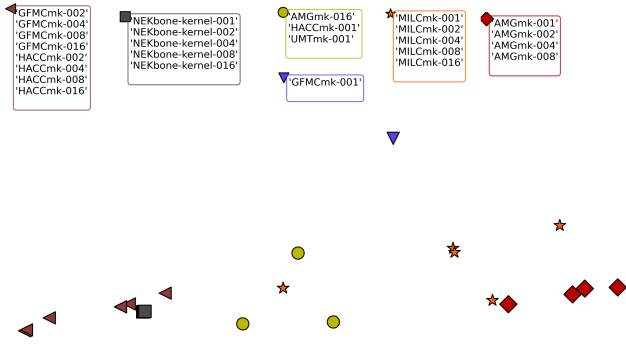 'GFMCmk-002'
'GFMCmk-004'
'GFMCmk-008'
'GFMCmk-016'
'HACCmk-002'
'HACCmk-004'
'HACCmk-008'
'HACCmk-016'
'NEKbone-kernel-001'
'NEKbone-kernel-002'
'NEKbone-kernel-004'
'NEKbone-kernel-008'
'NEKbone-kernel-016'
'AMGmk-016'
'HACCmk-001'
'UMTmk-001'
'GFMCmk-001'
'MILCmk-001'
'MILCmk-002'
'MILCmk-004'
'MILCmk-008'
'MILCmk-016'
'AMGmk-001'
'AMGmk-002'
'AMGmk-004'
'AMGmk-008'